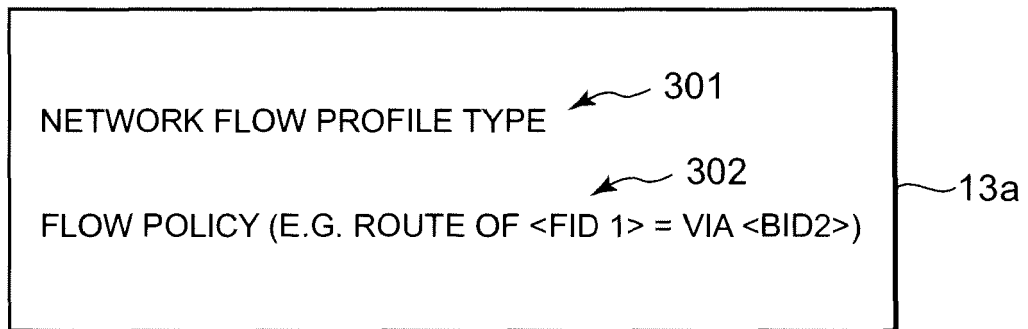 301
NETWORK FLOW PROFILE TYPE
302
13a
FLOW POLICY (E.G. ROUTE OF <FID 1> = VIA <BID2>)